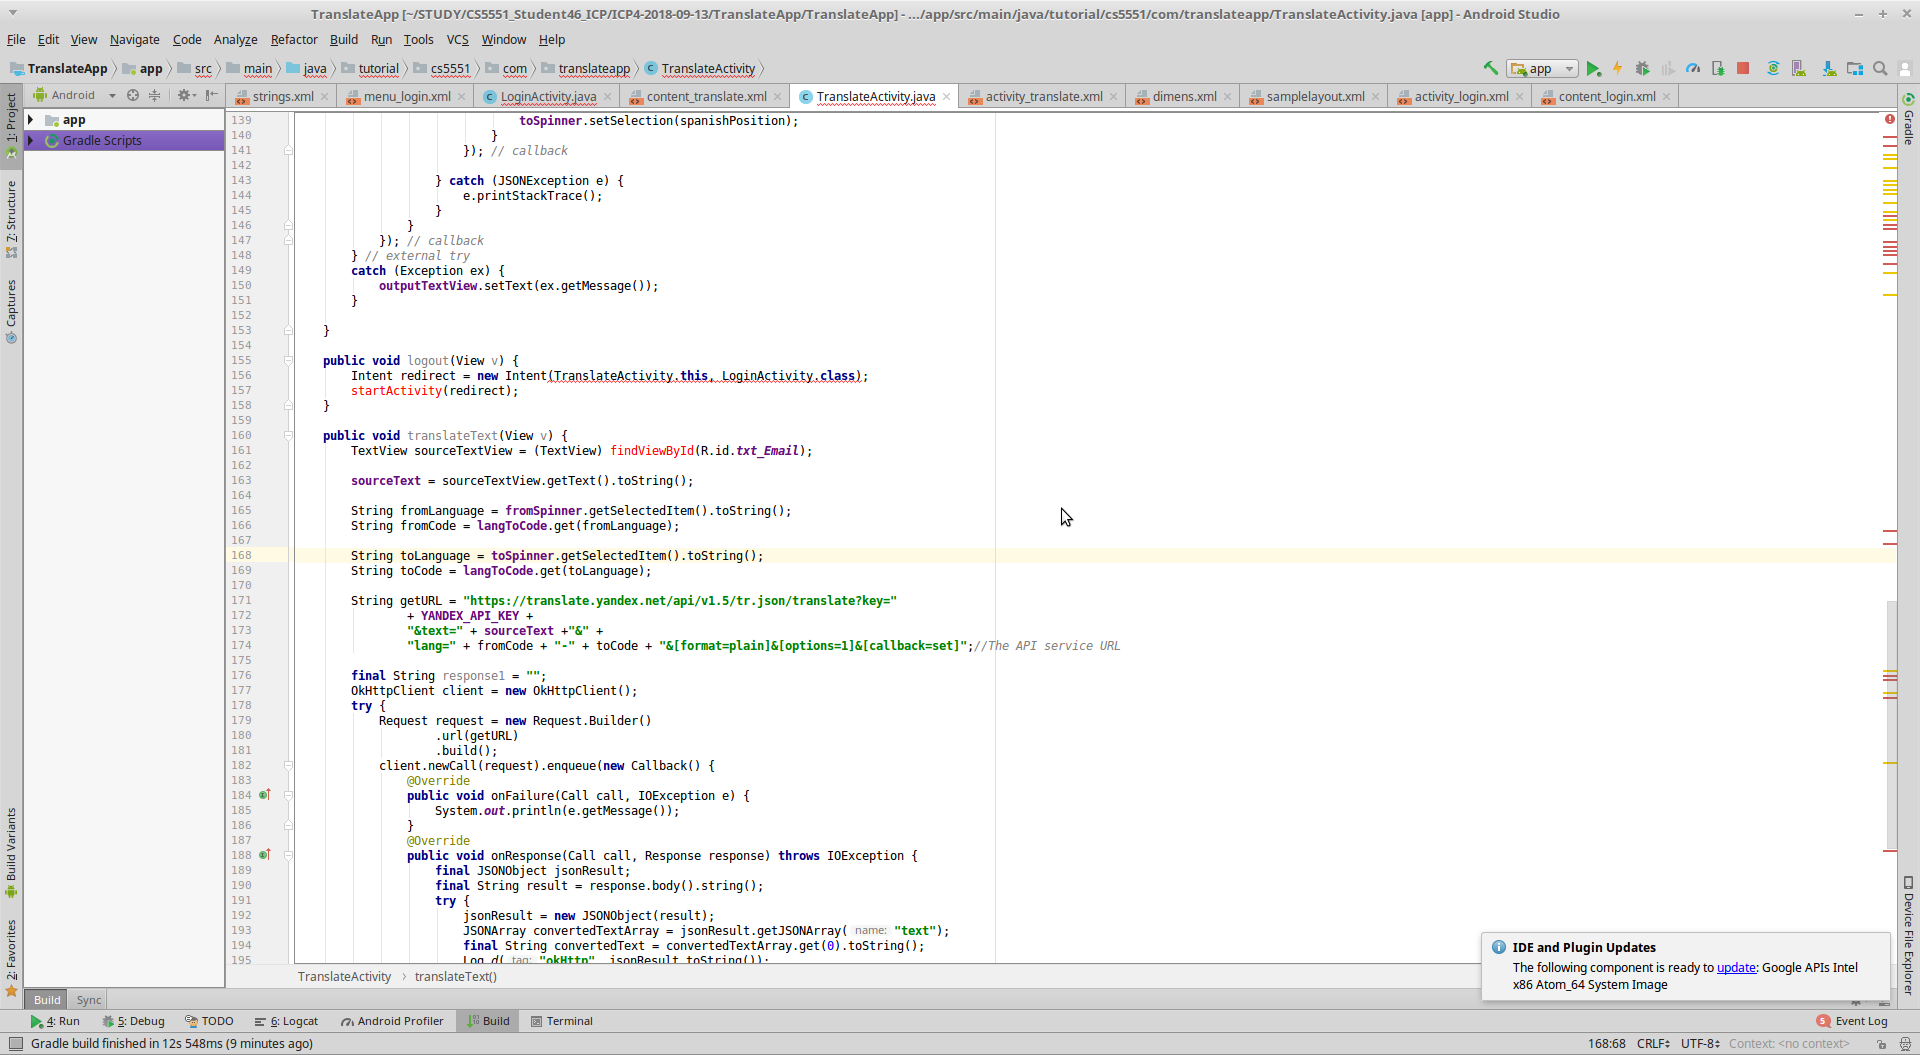 TranslateApp [~/STUDY/CS5551_Student46_ICP/ICP4-2018-09-13/TranslateApp/TranslateApp] - .../app/src/main/java/tutorial/cs5551/com/translateapp/TranslateActivity.java [app] - Android Studio
File Edit View Navigate Code Analyze Refactor Build Run Tools VCS Window Help
TranslateApp app src main java tutorial cs5551 com translateapp TranslateActivity app
Android strings.xml menu_login.xml LoginActivity.java content_translate.xml TranslateActivity.java activity_translate.xml dimens.xml samplelayout.xml activity_login.xml content_login.xml
1: Project
7: Structure
Captures
Build Variants
2: Favorites
app
Gradle Scripts
139 toSpinner.setSelection(spanishPosition);
140 }
141 }); // callback
142
143 } catch (JSONException e) {
144 e.printStackTrace();
145 }
146 }
147 }); // callback
148 } // external try
149 catch (Exception ex) {
150 outputTextView.setText(ex.getMessage());
151 }
152
153 }
154
155 public void logout(View v) {
156 Intent redirect = new Intent(TranslateActivity.this, LoginActivity.class);
157 startActivity(redirect);
158 }
159
160 public void translateText(View v) {
161 TextView sourceTextView = (TextView) findViewById(R.id.txt_Email);
162
163 sourceText = sourceTextView.getText().toString();
164
165 String fromLanguage = fromSpinner.getSelectedItem().toString();
166 String fromCode = langToCode.get(fromLanguage);
167
168 String toLanguage = toSpinner.getSelectedItem().toString();
169 String toCode = langToCode.get(toLanguage);
170
171 String getURL = "https://translate.yandex.net/api/v1.5/tr.json/translate?key="
172 + YANDEX_API_KEY +
173 "&text=" + sourceText +"&" +
174 "lang=" + fromCode + "-" + toCode + "&[format=plain]&[options=1]&[callback=set]";//The API service URL
175
176 final String response1 = "";
177 OkHttpClient client = new OkHttpClient();
178 try {
179 Request request = new Request.Builder()
180 .url(getURL)
181 .build();
182 client.newCall(request).enqueue(new Callback() {
183 @Override
184 public void onFailure(Call call, IOException e) {
185 System.out.println(e.getMessage());
186 }
187 @Override
188 public void onResponse(Call call, Response response) throws IOException {
189 final JSONObject jsonResult;
190 final String result = response.body().string();
191 try {
192 jsonResult = new JSONObject(result);
193 JSONArray convertedTextArray = jsonResult.getJSONArray( name: "text");
194 final String convertedText = convertedTextArray.get(0).toString();
195 Log.d( tag: "okHttp", jsonResult.toString());
TranslateActivity translateText()
Gradle
Device File Explorer
IDE and Plugin Updates
The following component is ready to update: Google APIs Intel
x86 Atom_64 System Image
Build Sync
4: Run 5: Debug TODO 6: Logcat Android Profiler Build Terminal 5 Event Log
Gradle build finished in 12s 548ms (9 minutes ago) 168:68 CRLF UTF-8 Context: <no context>